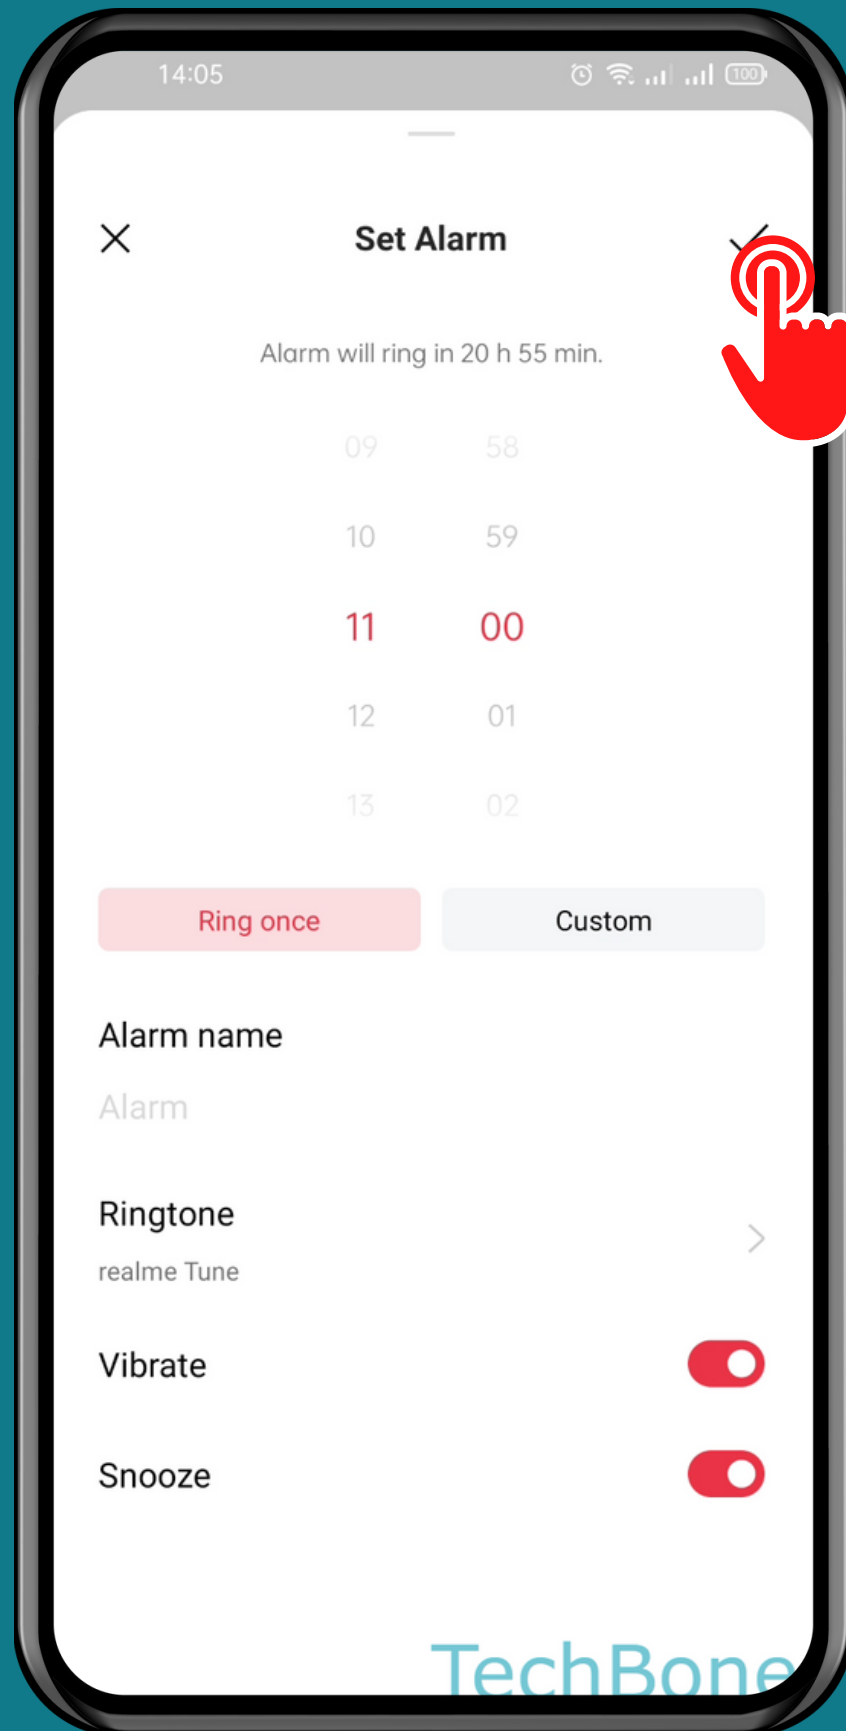 14:05 100
Set Alarm
Alarm will ring in 20 h 55 min.
09 58
10 59
11 00
12 01
13 02
Ring once Custom
Alarm name
Alarm
Ringtone
realme Tune
Vibrate
Snooze
TechBone